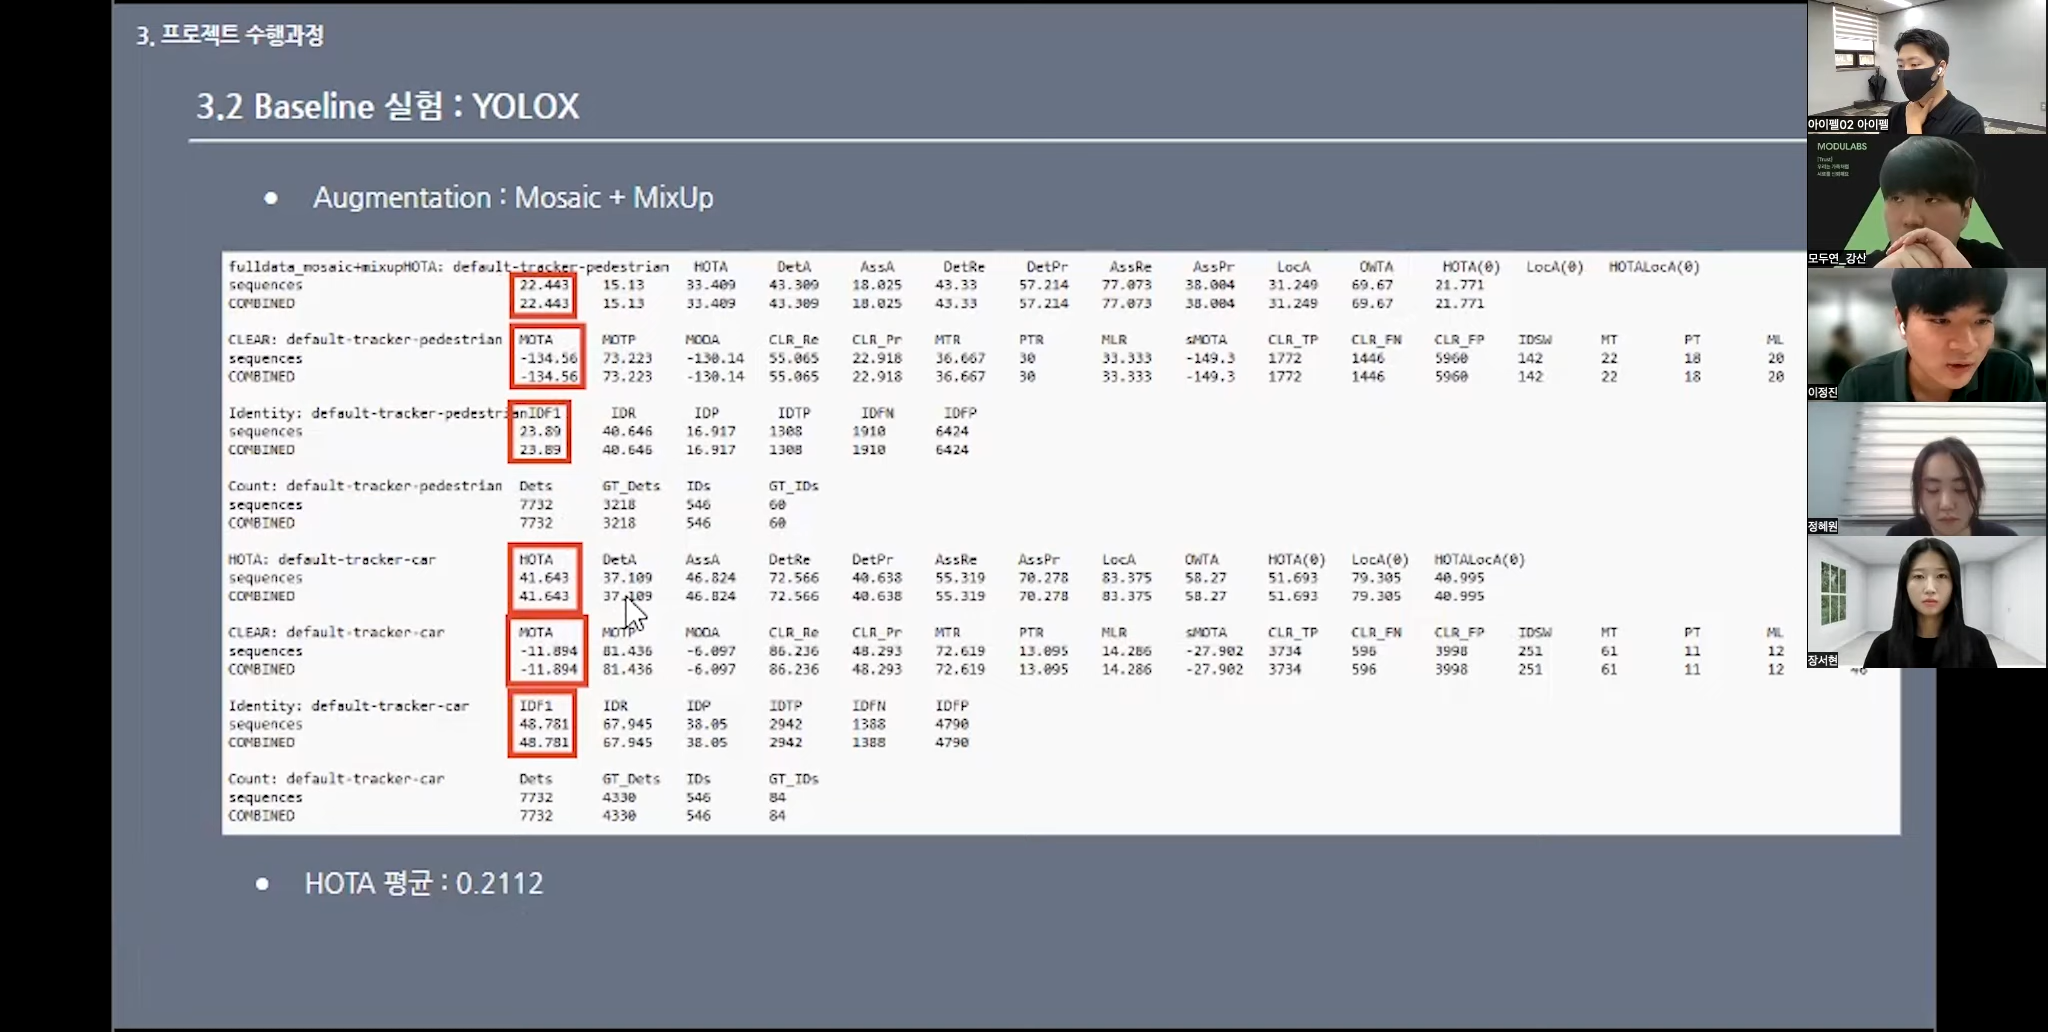 3. 프로젝트 수행과정
3.2 Baseline 실험 : YOLOX
• Augmentation : Mosaic + MixUp
fulldata_mosaic+mixupHOTA: default-tracker-pedestrian HOTA DetA AssA DetRe DetPr AssRe AssPr LocA OWTA HOTA(0) LocA(0) HOTALocA(0)
sequences 22.443 15.13 33.409 43.309 18.025 43.33 57.214 77.073 38.004 31.249 69.67 21.771
COMBINED 22.443 15.13 33.409 43.309 18.025 43.33 57.214 77.073 38.004 31.249 69.67 21.771
CLEAR: default-tracker-pedestrian MOTA MOTP MODA CLR_Re CLR_Pr MTR PTR MLR sMOTA CLR_TP CLR_FN CLR_FP IDSW MT PT ML
sequences -134.56 73.223 -130.14 55.065 22.918 36.667 30 33.333 -149.3 1772 1446 5960 142 22 18 20
COMBINED -134.56 73.223 -130.14 55.065 22.918 36.667 30 33.333 -149.3 1772 1446 5960 142 22 18 20
Identity: default-tracker-pedestrianIDF1 IDR IDP IDTP IDFN IDFP
sequences 23.89 40.646 16.917 1308 1910 6424
COMBINED 23.89 40.646 16.917 1308 1910 6424
Count: default-tracker-pedestrian Dets GT_Dets IDs GT_IDs
sequences 7732 3218 546 60
COMBINED 7732 3218 546 60
HOTA: default-tracker-car HOTA DetA AssA DetRe DetPr AssRe AssPr LocA OWTA HOTA(0) LocA(0) HOTALocA(0)
sequences 41.643 37.109 46.824 72.566 40.638 55.319 70.278 83.375 58.27 51.693 79.305 40.995
COMBINED 41.643 37.109 46.824 72.566 40.638 55.319 70.278 83.375 58.27 51.693 79.305 40.995
CLEAR: default-tracker-car MOTA MOTP MODA CLR_Re CLR_Pr MTR PTR MLR sMOTA CLR_TP CLR_FN CLR_FP IDSW MT PT ML
sequences -11.894 81.436 -6.097 86.236 48.293 72.619 13.095 14.286 -27.902 3734 596 3998 251 61 11 12
COMBINED -11.894 81.436 -6.097 86.236 48.293 72.619 13.095 14.286 -27.902 3734 596 3998 251 61 11 12
Identity: default-tracker-car IDF1 IDR IDP IDTP IDFN IDFP
sequences 48.781 67.945 38.05 2942 1388 4790
COMBINED 48.781 67.945 38.05 2942 1388 4790
Count: default-tracker-car Dets GT_Dets IDs GT_IDs
sequences 7732 4330 546 84
COMBINED 7732 4330 546 84
• HOTA 평균 : 0.2112
아이펠02 아이펠
MODULABS
모두연_강산
이정진
정혜원
장서현